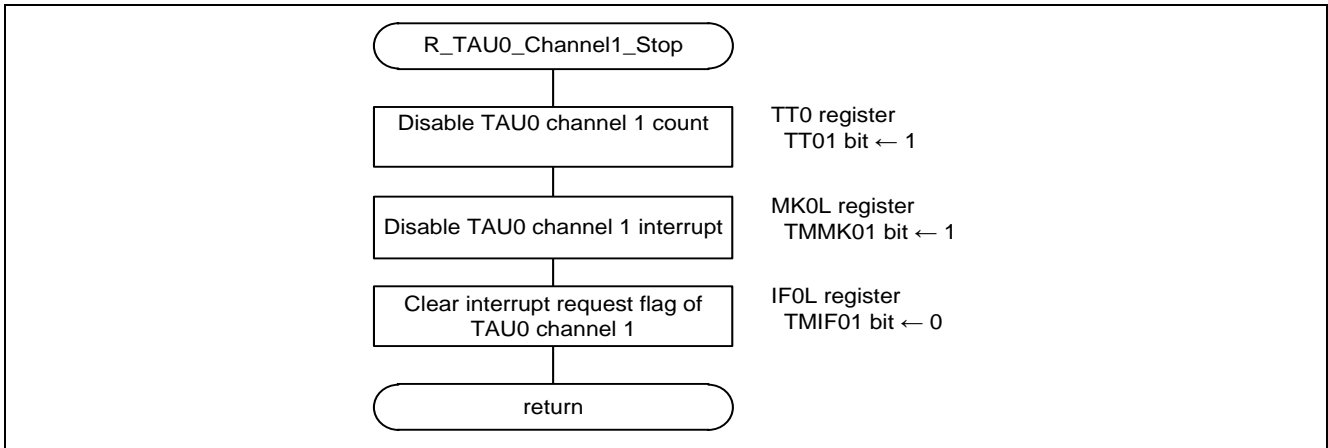 R_TAU0_Channel1_Stop
Disable TAU0 channel 1 count
TT0 register
TT01 bit ← 1
Disable TAU0 channel 1 interrupt
MK0L register
TMMK01 bit ← 1
Clear interrupt request flag of
TAU0 channel 1
IF0L register
TMIF01 bit ← 0
return